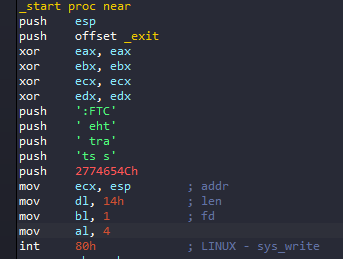 _start proc near
push esp
push offset _exit
xor eax, eax
xor ebx, ebx
xor ecx, ecx
xor edx, edx
push ':FTC'
push ' eht'
push ' tra'
push 'ts s'
push 2774654Ch
mov ecx, esp ; addr
mov dl, 14h ; len
mov bl, 1 ; fd
mov al, 4
int 80h ; LINUX - sys_write